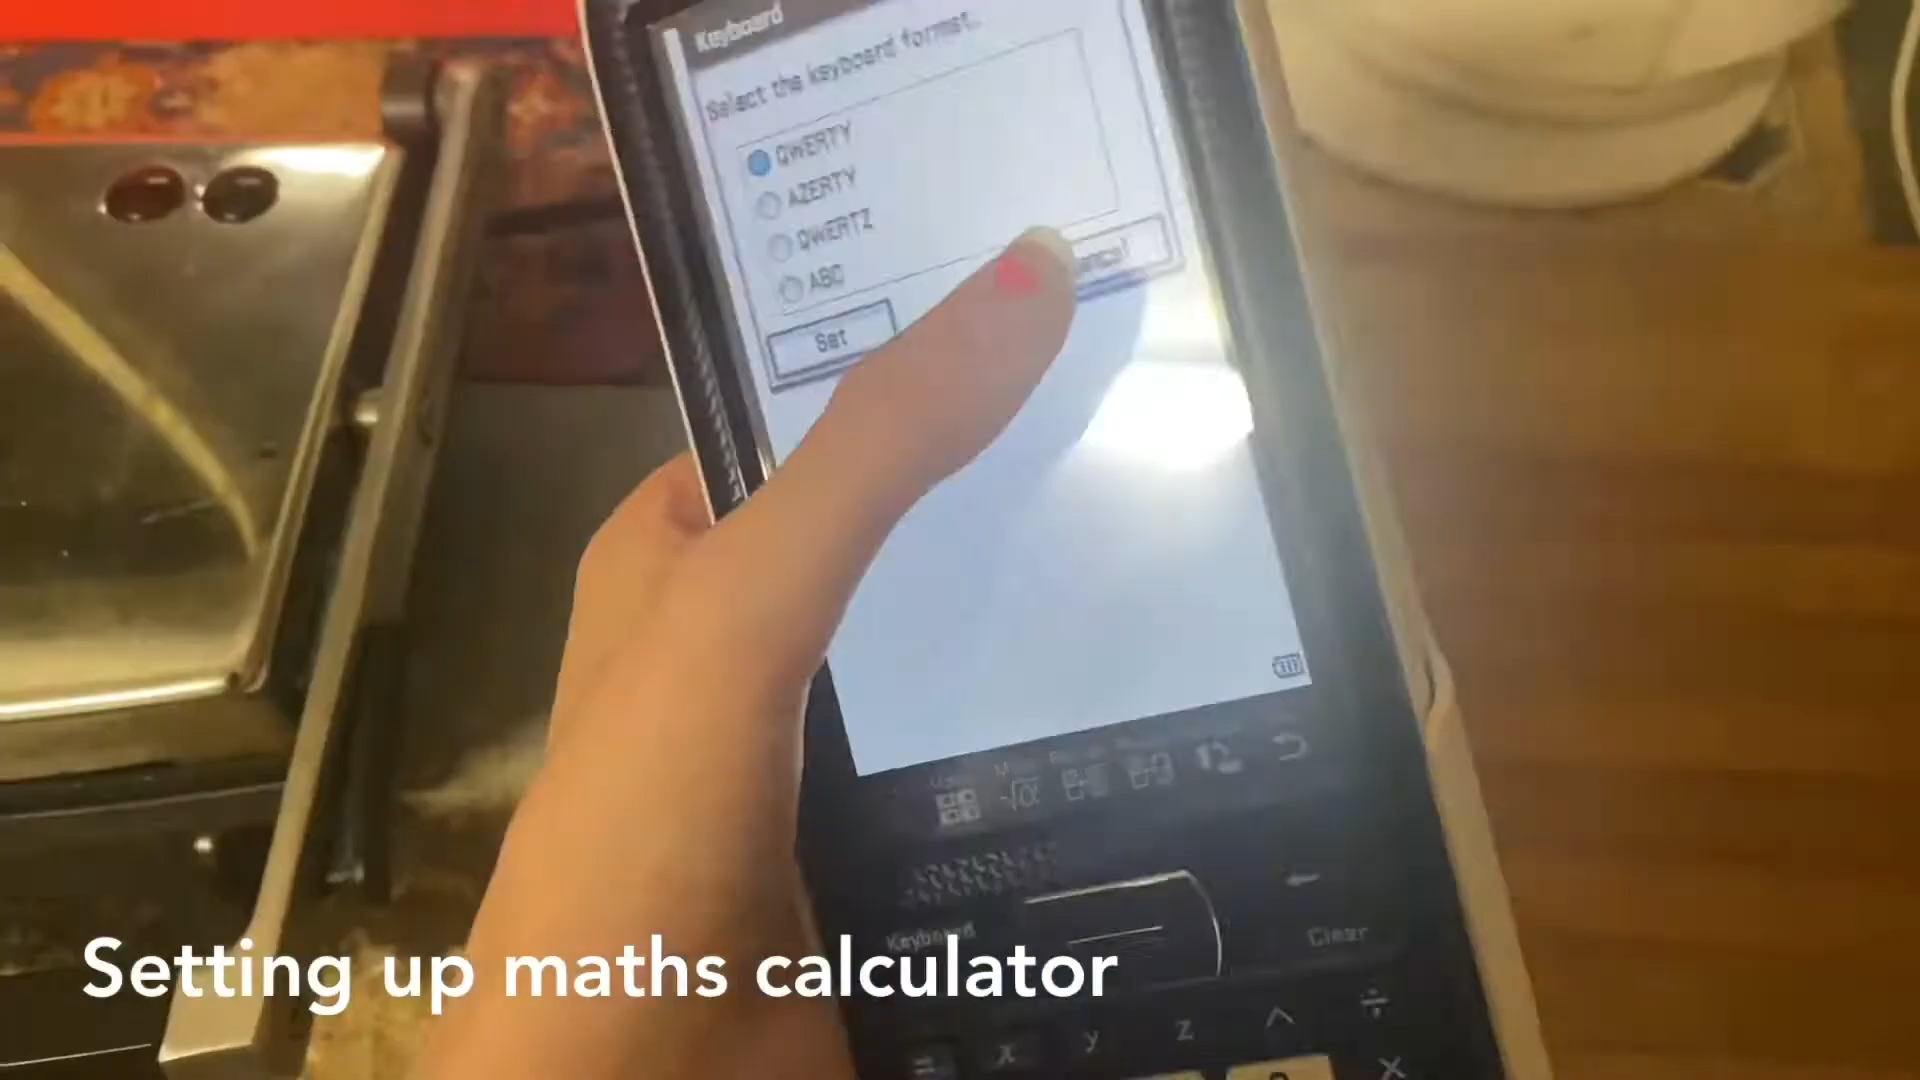 Keyboard
Select the keyboard format.
QWERTY
AZERTY
QWERTZ
ABC
Set
Keyboard
Clear
=
x
y
z
^
÷
×
Setting up maths calculator